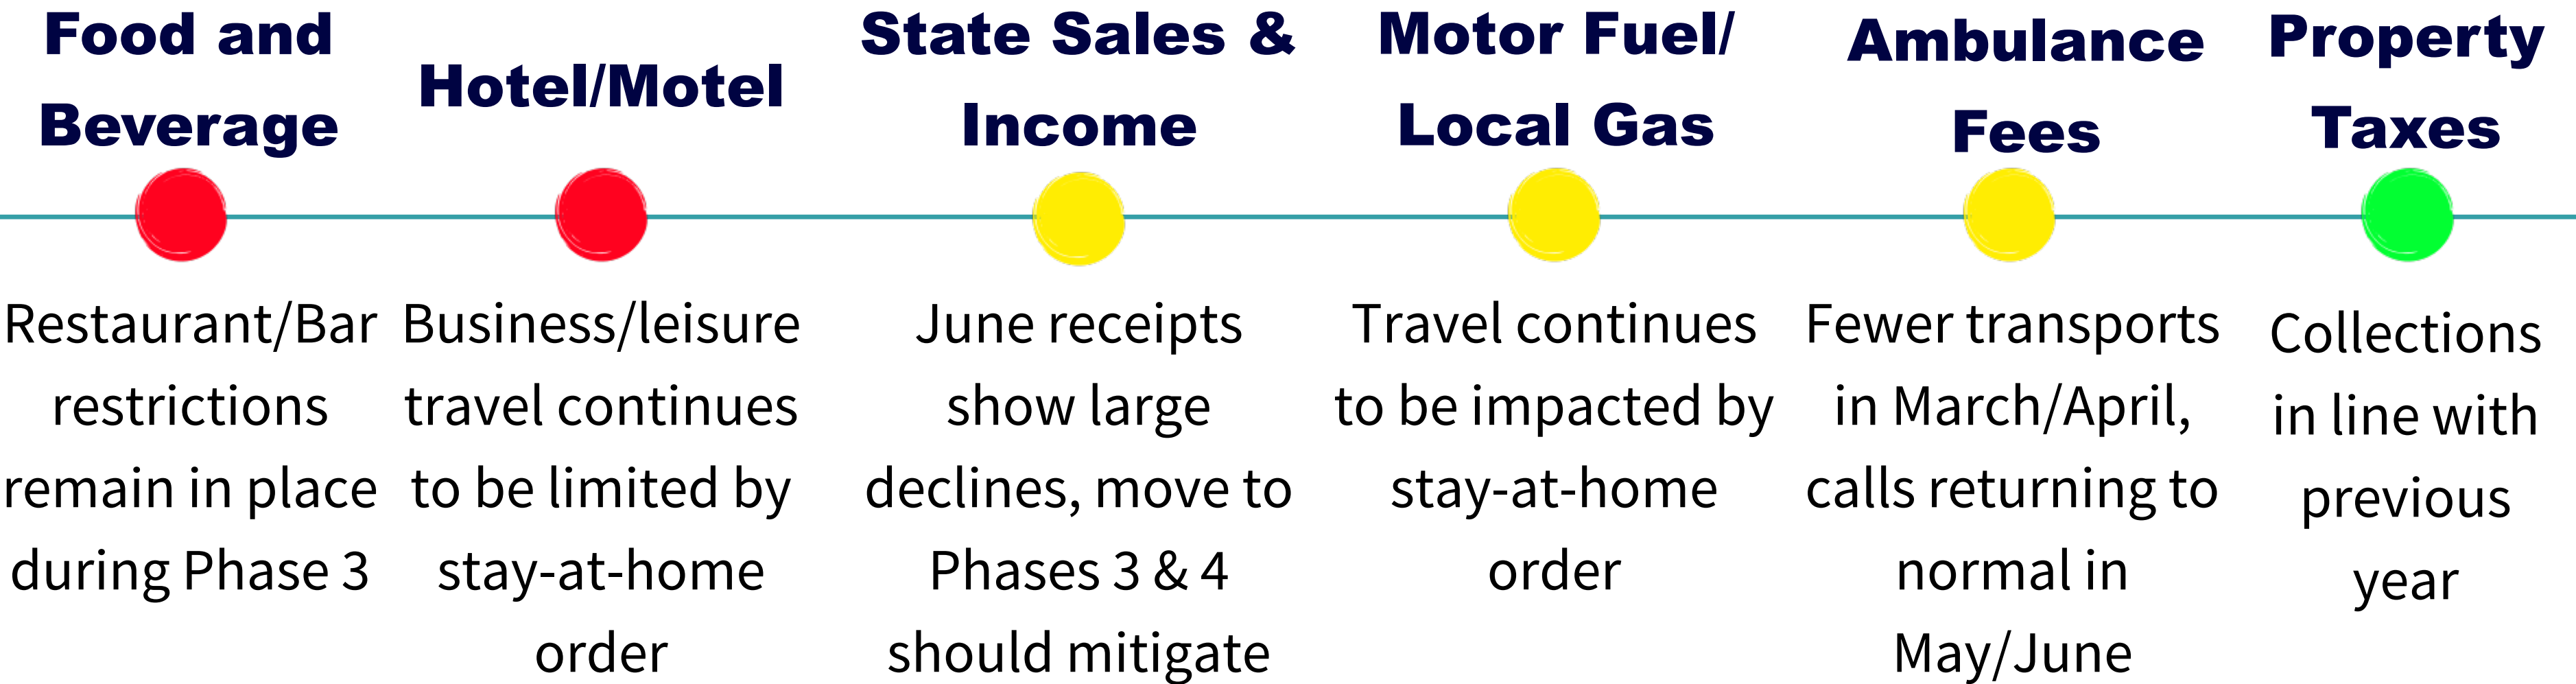 Food and
Beverage
Hotel/Motel
State Sales &
Income
Motor Fuel/
Local Gas
Ambulance
Fees
Property
Taxes
Restaurant/Bar
restrictions
remain in place
during Phase 3
Business/leisure
travel continues
to be limited by
stay-at-home
order
June receipts
show large
declines, move to
Phases 3 & 4
should mitigate
Travel continues
to be impacted by
stay-at-home
order
Fewer transports
in March/April,
calls returning to
normal in
May/June
Collections
in line with
previous
year